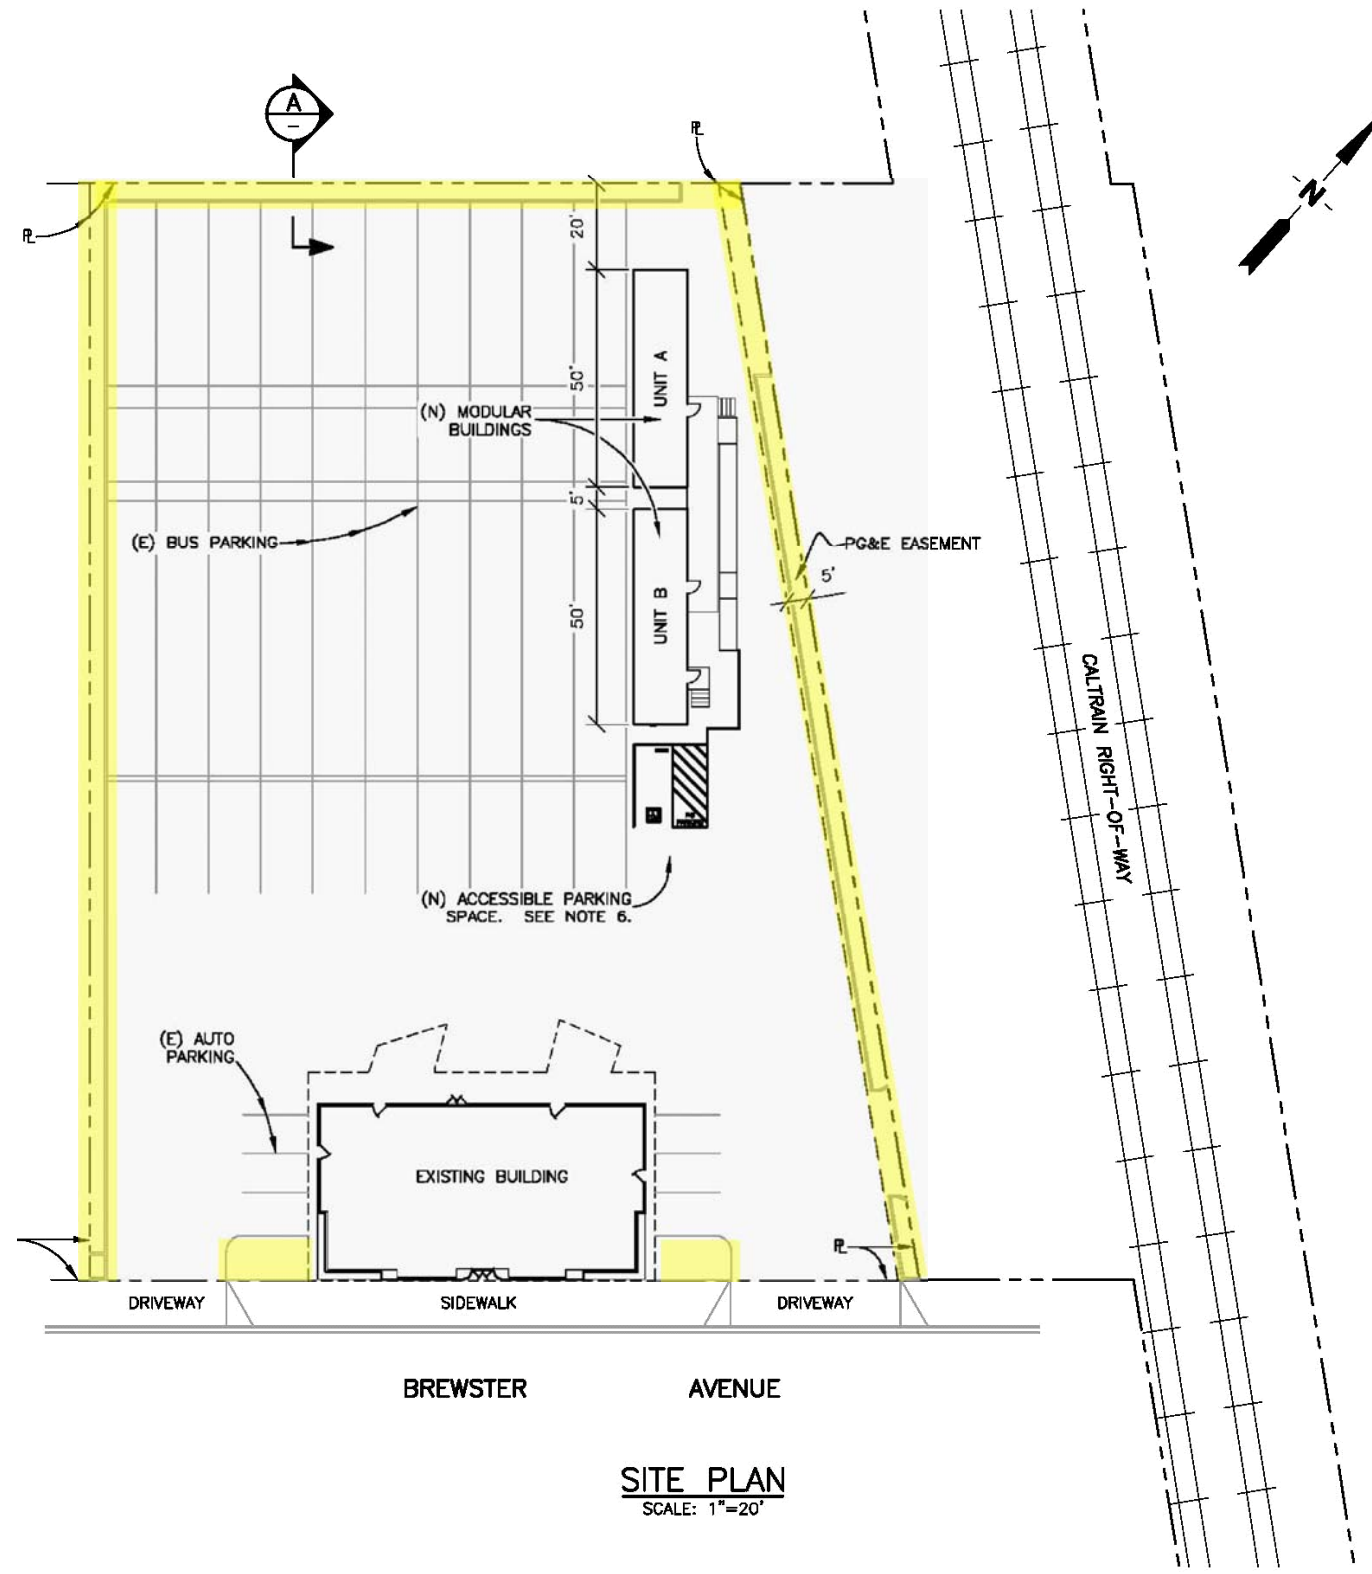 A
PL
PL
N
20'
UNIT A
50'
(N) MODULAR
BUILDINGS
5'
(E) BUS PARKING
PG&E EASEMENT
5'
UNIT B
50'
CALTRAIN RIGHT-OF-WAY
(N) ACCESSIBLE PARKING
SPACE. SEE NOTE 6.
(E) AUTO
PARKING
EXISTING BUILDING
PL
DRIVEWAY
SIDEWALK
DRIVEWAY
BREWSTER AVENUE
SITE PLAN
SCALE: 1"=20'